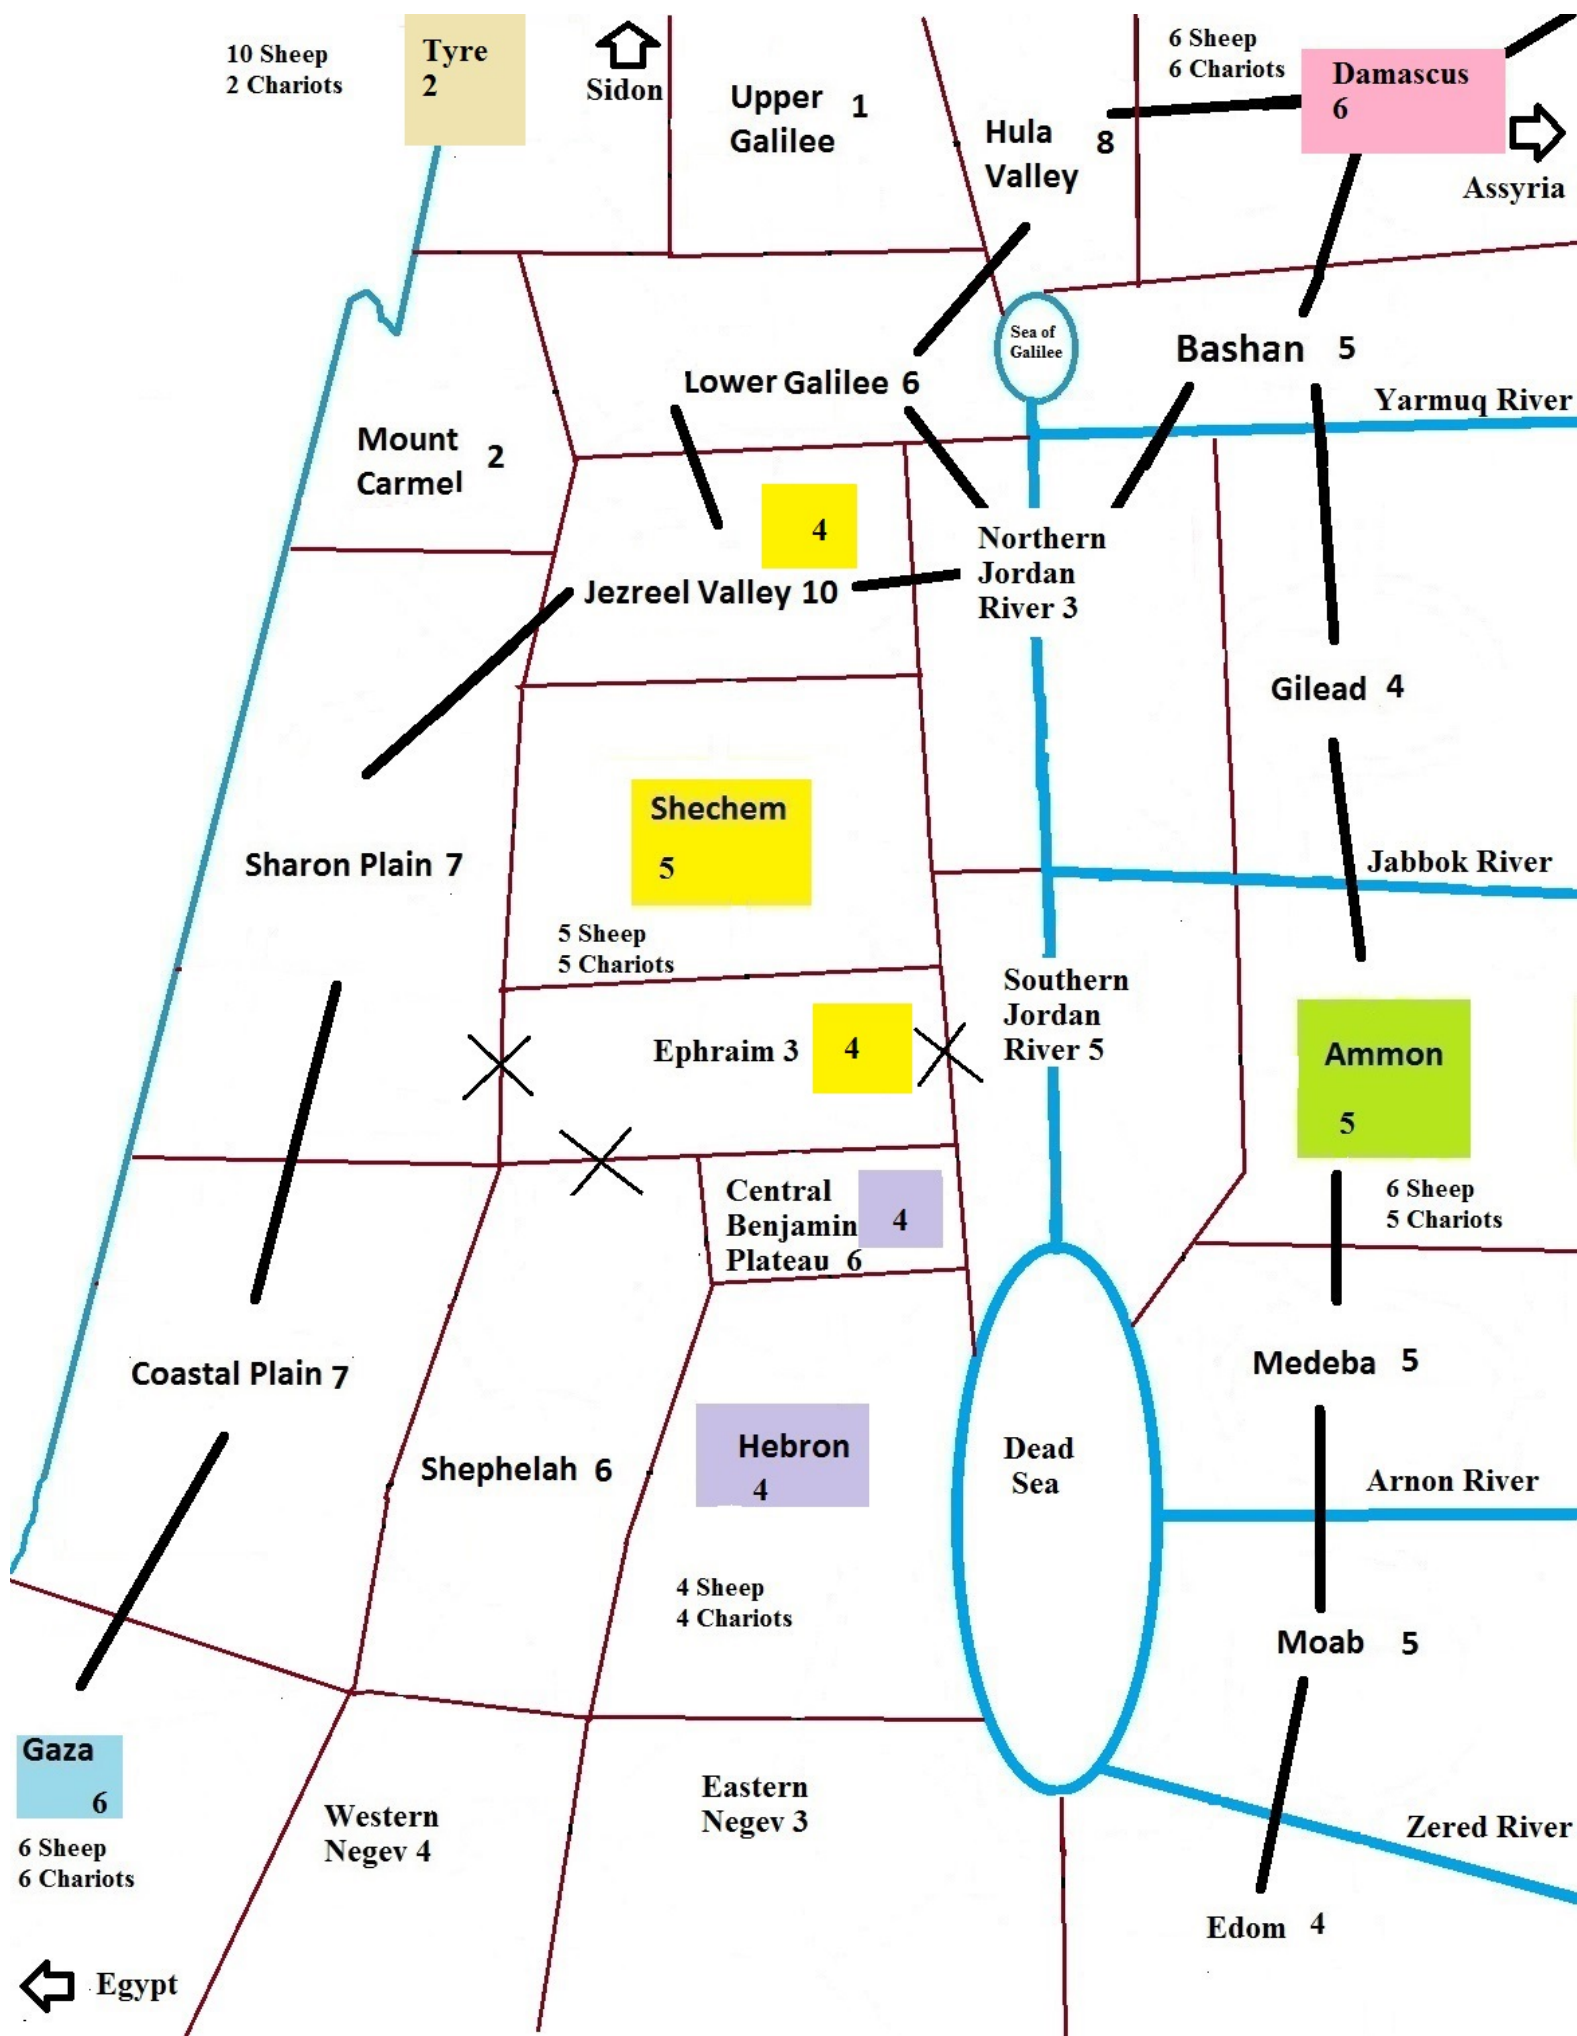 10 Sheep
2 Chariots
Tyre
2
Sidon
Upper 1
Galilee
Hula 8
Valley
6 Sheep
6 Chariots
Damascus
6
Assyria
Sea of
Galilee
Bashan 5
Lower Galilee 6
Yarmuq River
Mount 2
Carmel
4
Northern
Jordan
River 3
Jezreel Valley 10
Gilead 4
Shechem
5
Sharon Plain 7
Jabbok River
5 Sheep
5 Chariots
Southern
Jordan
River 5
Ephraim 3
4
Ammon
5
6 Sheep
5 Chariots
Central
Benjamin
Plateau 6
4
Coastal Plain 7
Medeba 5
Shephelah 6
Hebron
4
Dead
Sea
Arnon River
4 Sheep
4 Chariots
Moab 5
Gaza
6
6 Sheep
6 Chariots
Western
Negev 4
Eastern
Negev 3
Zered River
Edom 4
Egypt